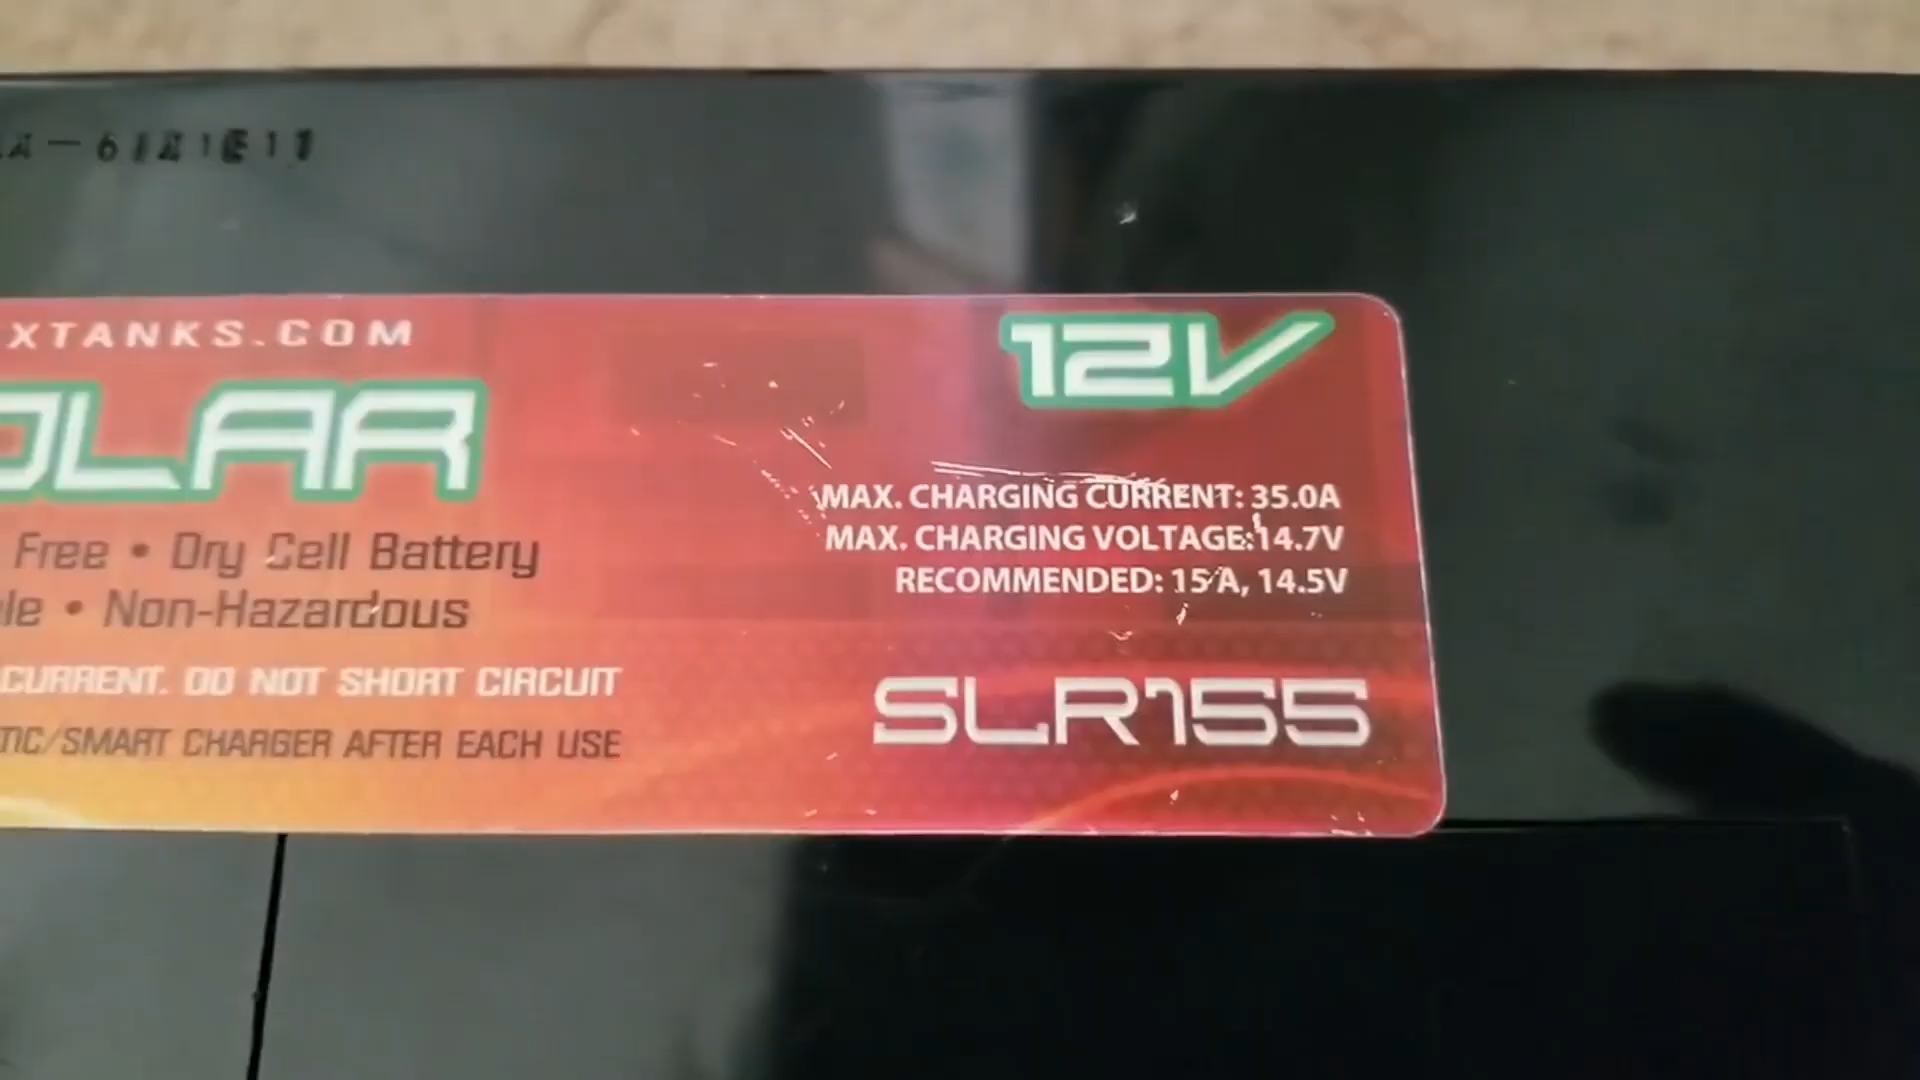 XTANKS.COM
12V
OLAR
MAX. CHARGING CURRENT: 35.0A
MAX. CHARGING VOLTAGE:14.7V
RECOMMENDED: 15 A, 14.5V
Free • Dry Cell Battery
le • Non-Hazardous
CURRENT. DO NOT SHORT CIRCUIT
TIC/SMART CHARGER AFTER EACH USE
SLR155